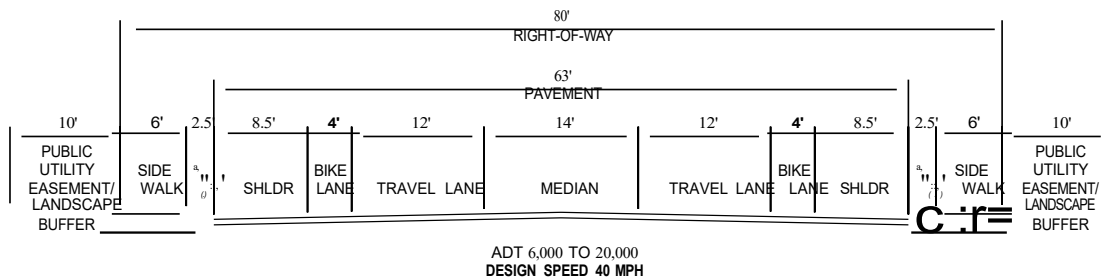 80'
RIGHT-OF-WAY
63'
PAVEMENT
10' 6' 2.5' 8.5' 4' 12' 14' 12' 4' 8.5' 2.5' 6' 10'
PUBLIC UTILITY EASEMENT/ LANDSCAPE BUFFER
SIDE WALK
SHLDR
BIKE LANE
TRAVEL LANE
MEDIAN
TRAVEL LANE
BIKE LANE
SHLDR
SIDE WALK
PUBLIC UTILITY EASEMENT/ LANDSCAPE BUFFER
ADT 6,000 TO 20,000
DESIGN SPEED 40 MPH